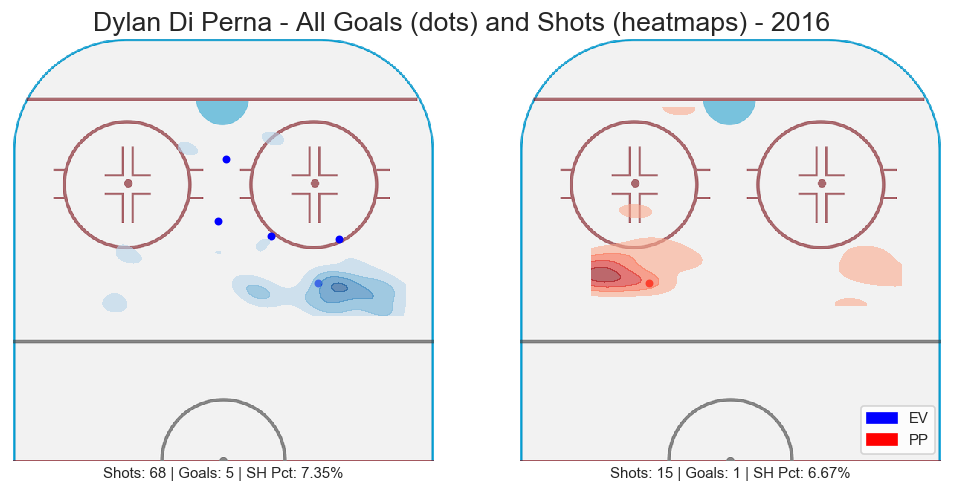 Dylan Di Perna - All Goals (dots) and Shots (heatmaps) - 2016
EV
PP
Shots: 68 | Goals: 5 | SH Pct: 7.35%
Shots: 15 | Goals: 1 | SH Pct: 6.67%